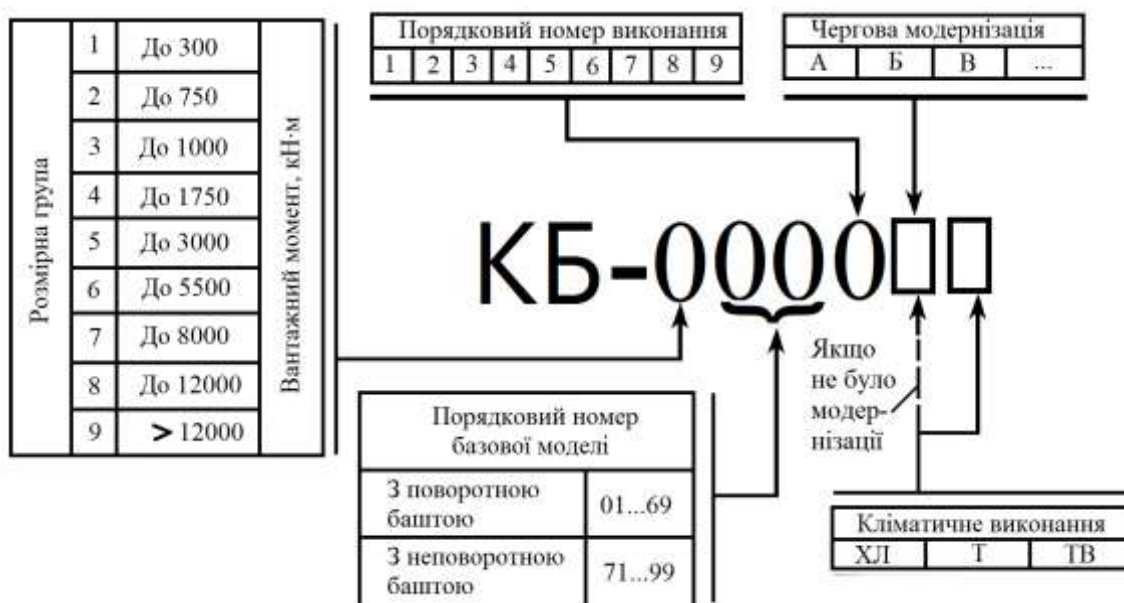 Розмірна група
1 До 300
2 До 750
3 До 1000
4 До 1750
5 До 3000
6 До 5500
7 До 8000
8 До 12000
9 > 12000
Вантажний момент, кН·м
Порядковий номер виконання
1 2 3 4 5 6 7 8 9
Чергова модернізація
А Б В ...
КБ-0000
Якщо
не було
модер-
нізації
Порядковий номер
базової моделі
З поворотною
баштою
01...69
З неповоротною
баштою
71...99
Кліматичне виконання
ХЛ Т ТВ